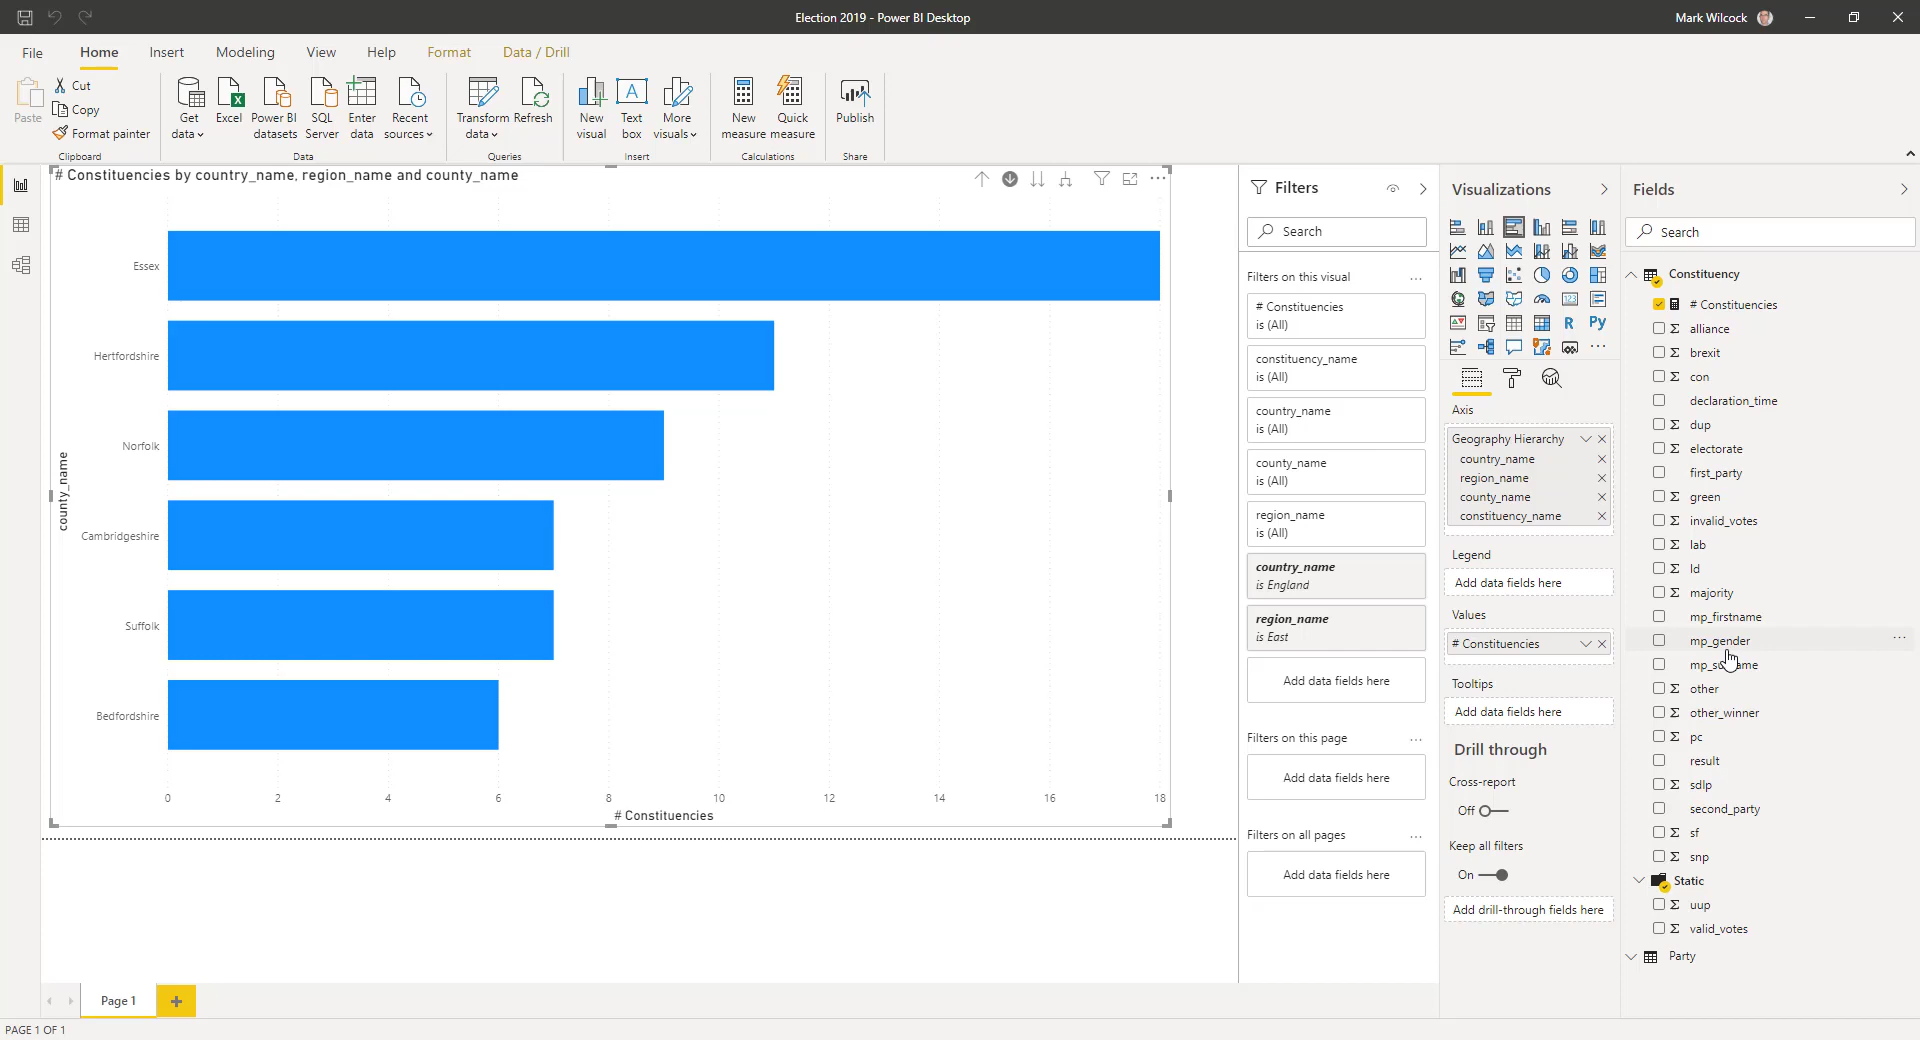 Election 2019 - Power BI Desktop
Mark Wilcock
File
Home
Insert
Modeling
View
Help
Format
Data / Drill
Paste
Cut
Copy
Format painter
Clipboard
Get data
Excel
Power BI datasets
SQL Server
Enter data
Recent sources
Data
Transform data
Refresh
Queries
New visual
A
Text box
More visuals
Insert
New measure
Quick measure
Calculations
Publish
Share
# Constituencies by country_name, region_name and county_name
county_name
Essex
Hertfordshire
Norfolk
Cambridgeshire
Suffolk
Bedfordshire
0 2 4 6 8 10 12 14 16 18
# Constituencies
Page 1
PAGE 1 OF 1
Filters
Search
Filters on this visual
# Constituencies
is (All)
constituency_name
is (All)
country_name
is (All)
county_name
is (All)
region_name
is (All)
country_name
is England
region_name
is East
Add data fields here
Filters on this page
Add data fields here
Filters on all pages
Add data fields here
Visualizations
123
R
Py
Axis
Geography Hierarchy
country_name
region_name
county_name
constituency_name
Legend
Add data fields here
Values
# Constituencies
Tooltips
Add data fields here
Drill through
Cross-report
Off
Keep all filters
On
Add drill-through fields here
Fields
Search
Constituency
# Constituencies
Σ alliance
Σ brexit
Σ con
declaration_time
Σ dup
Σ electorate
first_party
Σ green
Σ invalid_votes
Σ lab
Σ ld
Σ majority
mp_firstname
mp_gender
Σ other
Σ other_winner
Σ pc
result
Σ sdlp
second_party
Σ sf
Σ snp
Static
Σ uup
Σ valid_votes
Party